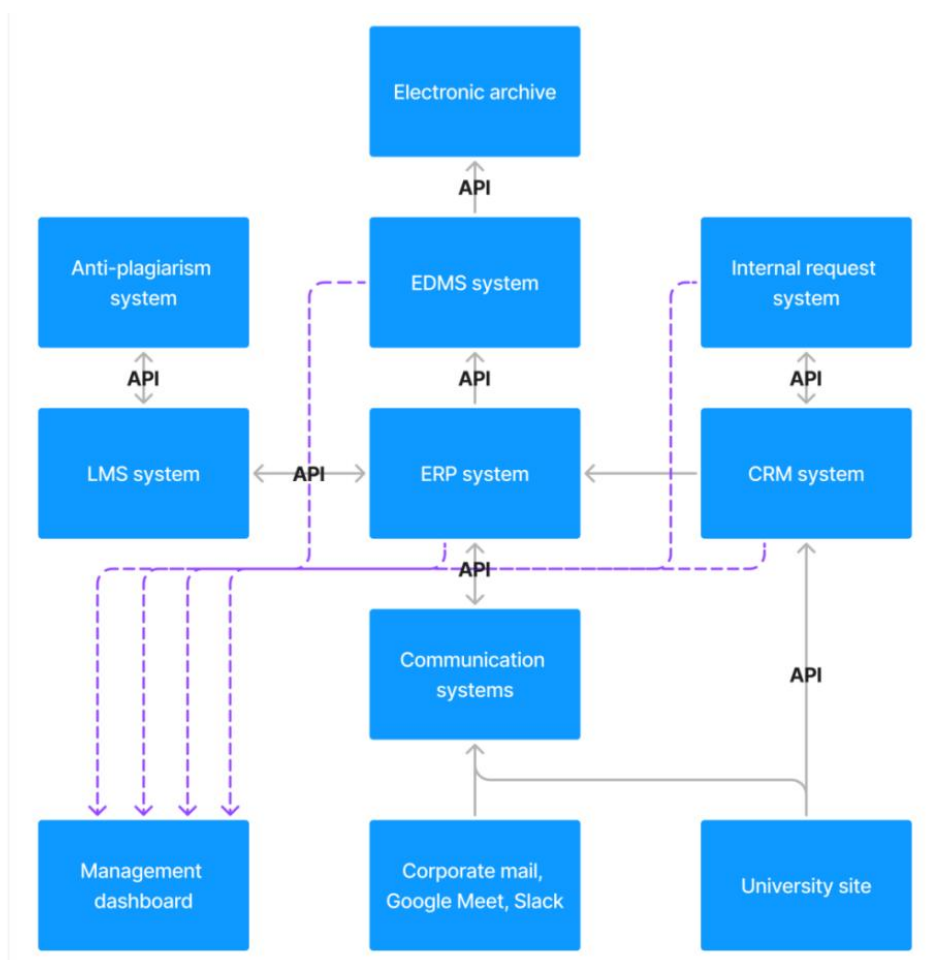 Electronic archive
API
Anti-plagiarism
system
EDMS system
Internal request
system
API
API
API
LMS system
API
ERP system
CRM system
API
Communication
systems
API
Management
dashboard
Corporate mail,
Google Meet, Slack
University site